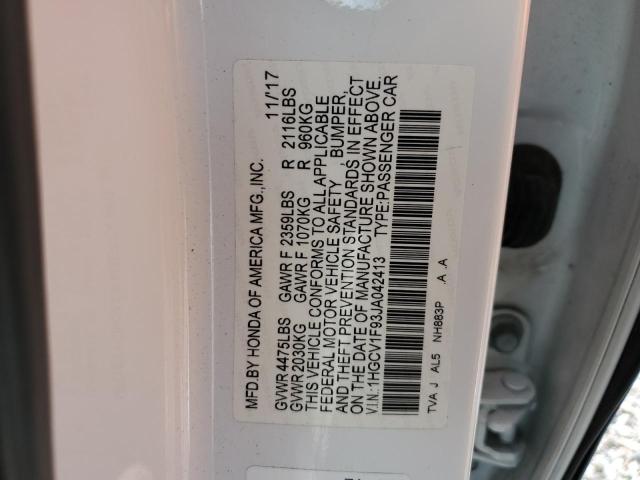 MFD.BY HONDA OF AMERICA MFG.,INC. 11/'17
GVWR 4475LBS GAWR F 2359LBS R 2116LBS
GVWR 2030KG GAWR F 1070KG R 960KG
THIS VEHICLE CONFORMS TO ALL APPLICABLE
FEDERAL MOTOR VEHICLE SAFETY , BUMPER,
AND THEFT PREVENTION STANDARDS IN EFFECT
ON THE DATE OF MANUFACTURE SHOWN ABOVE.
V.I.N.:1HGCV1F93JA042413 TYPE:PASSENGER CAR
TVA J AL5 NH883P .A .A